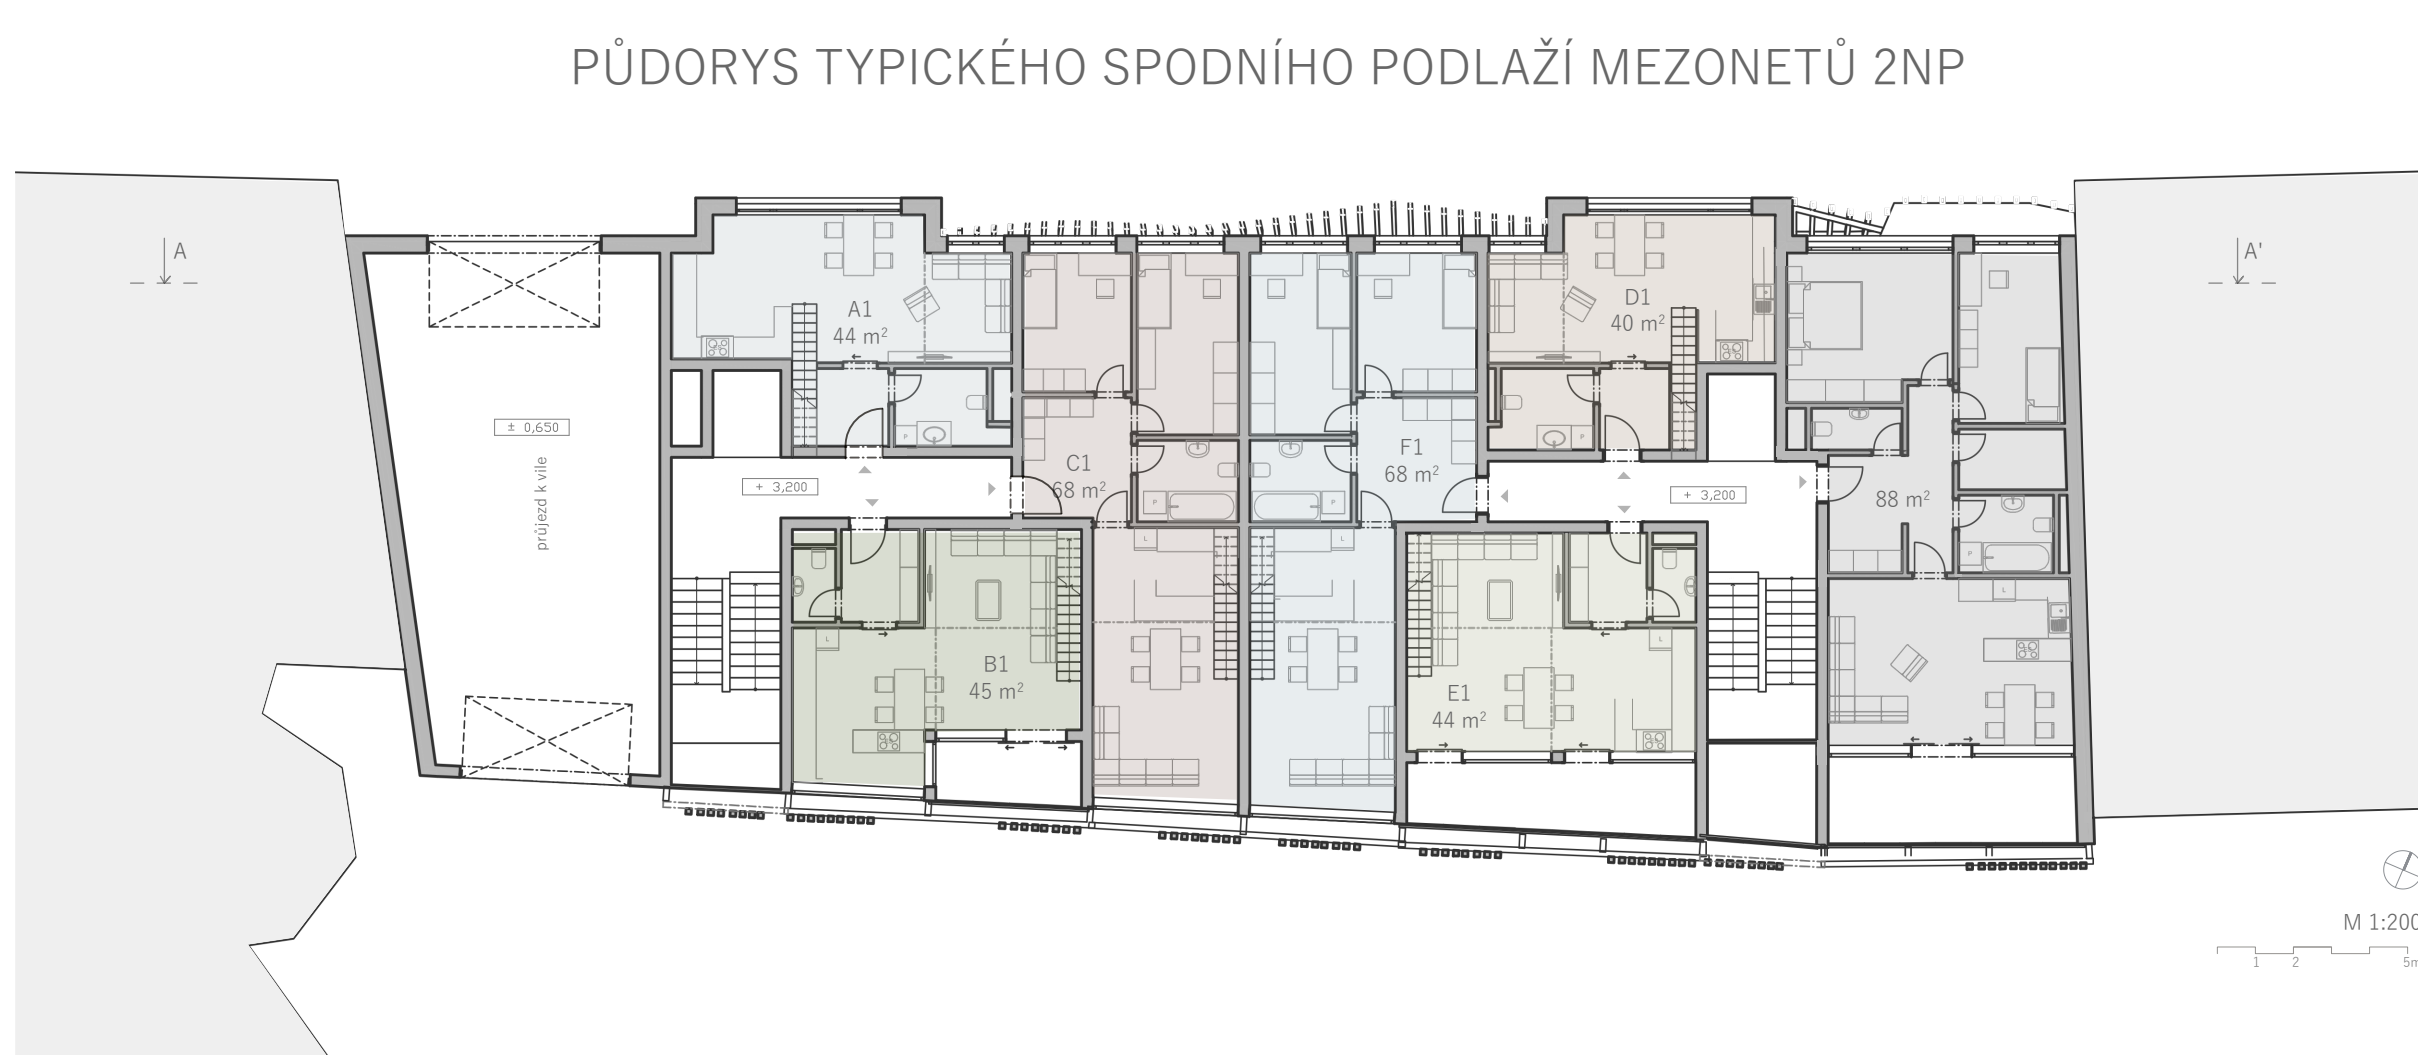 PŮDORYS TYPICKÉHO SPODNÍHO PODLAŽÍ MEZONETŮ 2NP
A
A'
A1
44 m²
D1
40 m²
± 0,650
průjezd k vile
+ 3,200
C1
68 m²
F1
68 m²
+ 3,200
88 m²
B1
45 m²
E1
44 m²
P
P
P
P
P
L
L
L
L
L
M 1:200
1
2
5m